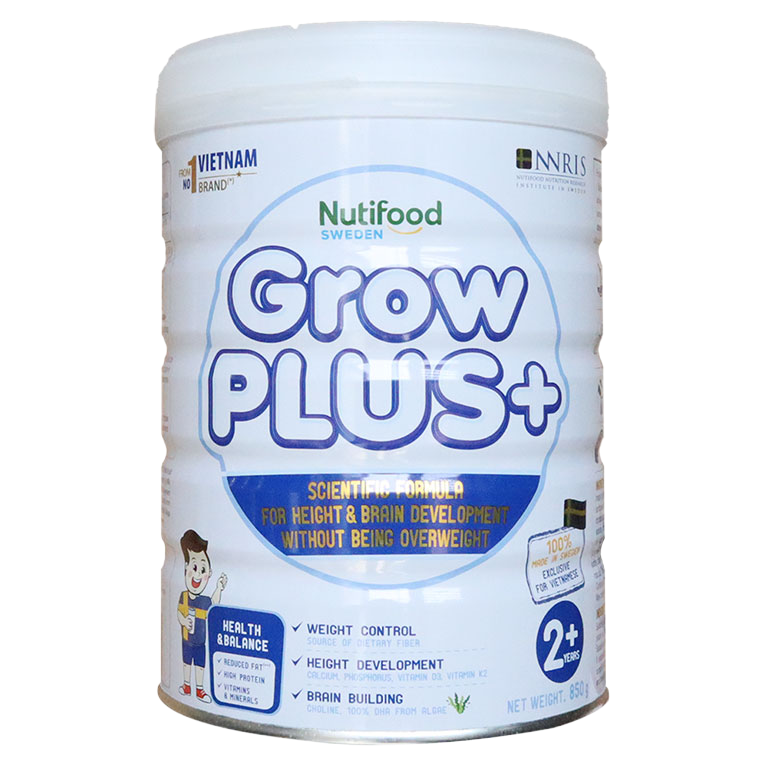 FROM
NO 1 VIETNAM
BRAND(*)
NNRIS
NUTIFOOD NUTRITION RESEARCH
INSTITUTE IN SWEDEN
Nutifood
SWEDEN
Grow
PLUS+
SCIENTIFIC FORMULA
FOR HEIGHT & BRAIN DEVELOPMENT
WITHOUT BEING OVERWEIGHT
100%
MADE IN SWEDEN
EXCLUSIVE
FOR VIETNAMESE
HEALTH
&BALANCE
✓ REDUCED FAT
✓ HIGH PROTEIN
✓ VITAMINS
& MINERALS
✓ WEIGHT CONTROL
SOURCE OF DIETARY FIBER
✓ HEIGHT DEVELOPMENT
CALCIUM, PHOSPHORUS, VITAMIN D3, VITAMIN K2
✓ BRAIN BUILDING
CHOLINE, 100% DHA FROM ALGAE
2+
YEARS
NET WEIGHT: 850 g